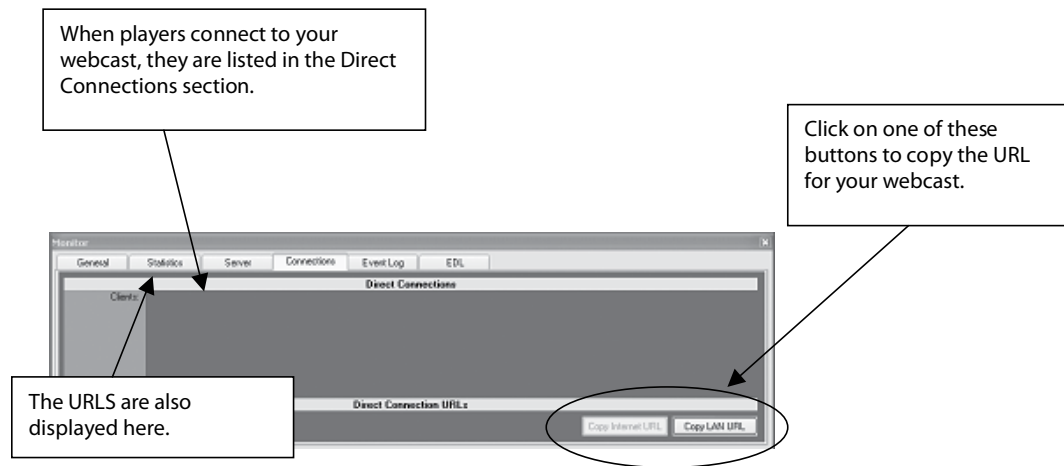 When players connect to your
webcast, they are listed in the Direct
Connections section.
Click on one of these
buttons to copy the URL
for your webcast.
Monitor
General Statistics Server Connections Event Log EDL
Direct Connections
Clients:
The URLS are also
displayed here.
Direct Connection URLs
Copy Internet URL Copy LAN URL